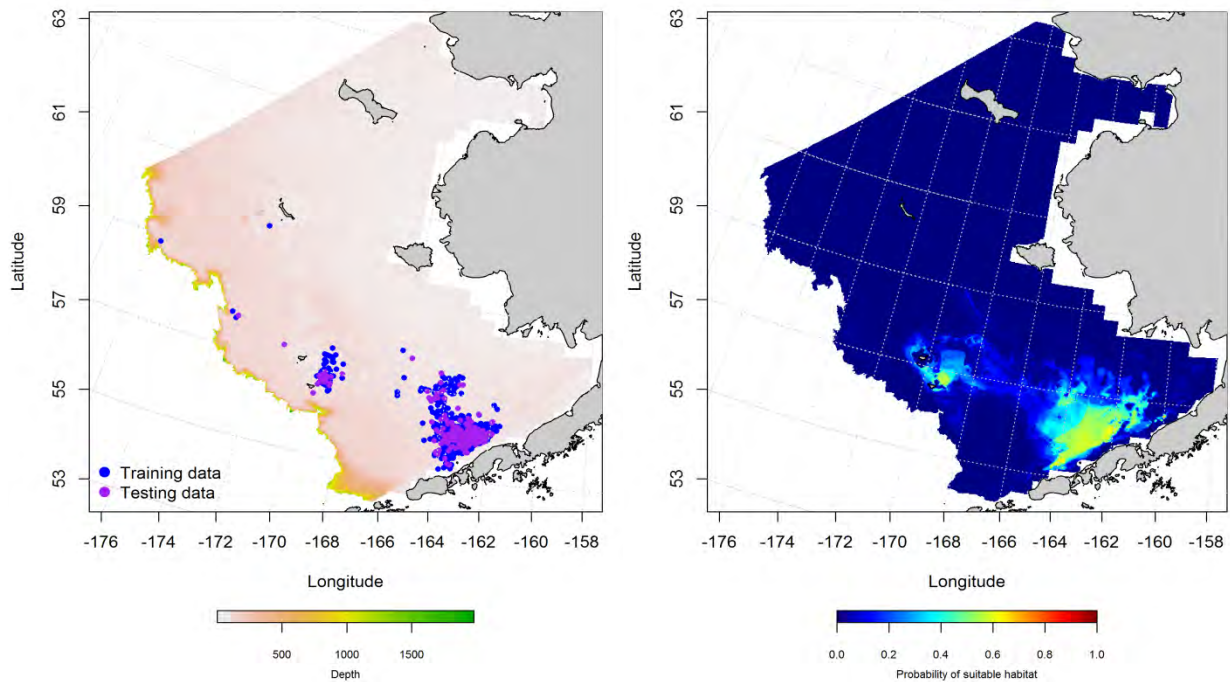 63
61
59
57
55
53
Latitude
Training data
Testing data
-176 -174 -172 -170 -168 -166 -164 -162 -160 -158
Longitude
500 1000 1500
Depth
63
61
59
57
55
53
Latitude
-176 -174 -172 -170 -168 -166 -164 -162 -160 -158
Longitude
0.0 0.2 0.4 0.6 0.8 1.0
Probability of suitable habitat